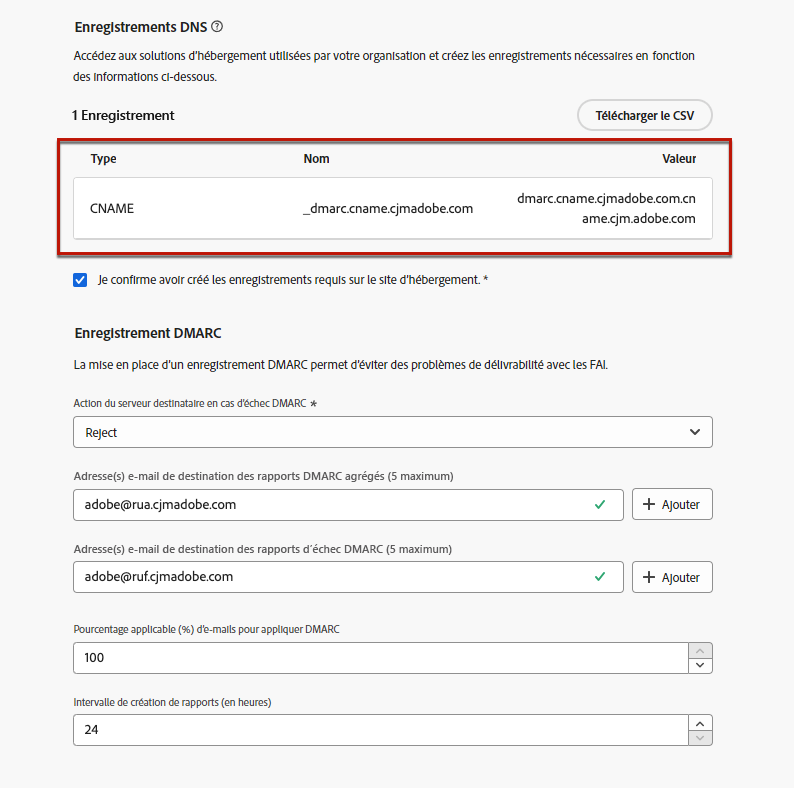 Enregistrements DNS
Accédez aux solutions d'hébergement utilisées par votre organisation et créez les enregistrements nécessaires en fonction
des informations ci-dessous.
1 Enregistrement
Télécharger le CSV
Type Nom Valeur
CNAME _dmarc.cname.cjmadobe.com dmarc.cname.cjmadobe.com.cn
ame.cjm.adobe.com
Je confirme avoir créé les enregistrements requis sur le site d'hébergement. *
Enregistrement DMARC
La mise en place d'un enregistrement DMARC permet d'éviter des problèmes de délivrabilité avec les FAI.
Action du serveur destinataire en cas d'échec DMARC *
Reject
Adresse(s) e-mail de destination des rapports DMARC agrégés (5 maximum)
adobe@rua.cjmadobe.com
+ Ajouter
Adresse(s) e-mail de destination des rapports d´échec DMARC (5 maximum)
adobe@ruf.cjmadobe.com
+ Ajouter
Pourcentage applicable (%) d'e-mails pour appliquer DMARC
100
Intervalle de création de rapports (en heures)
24